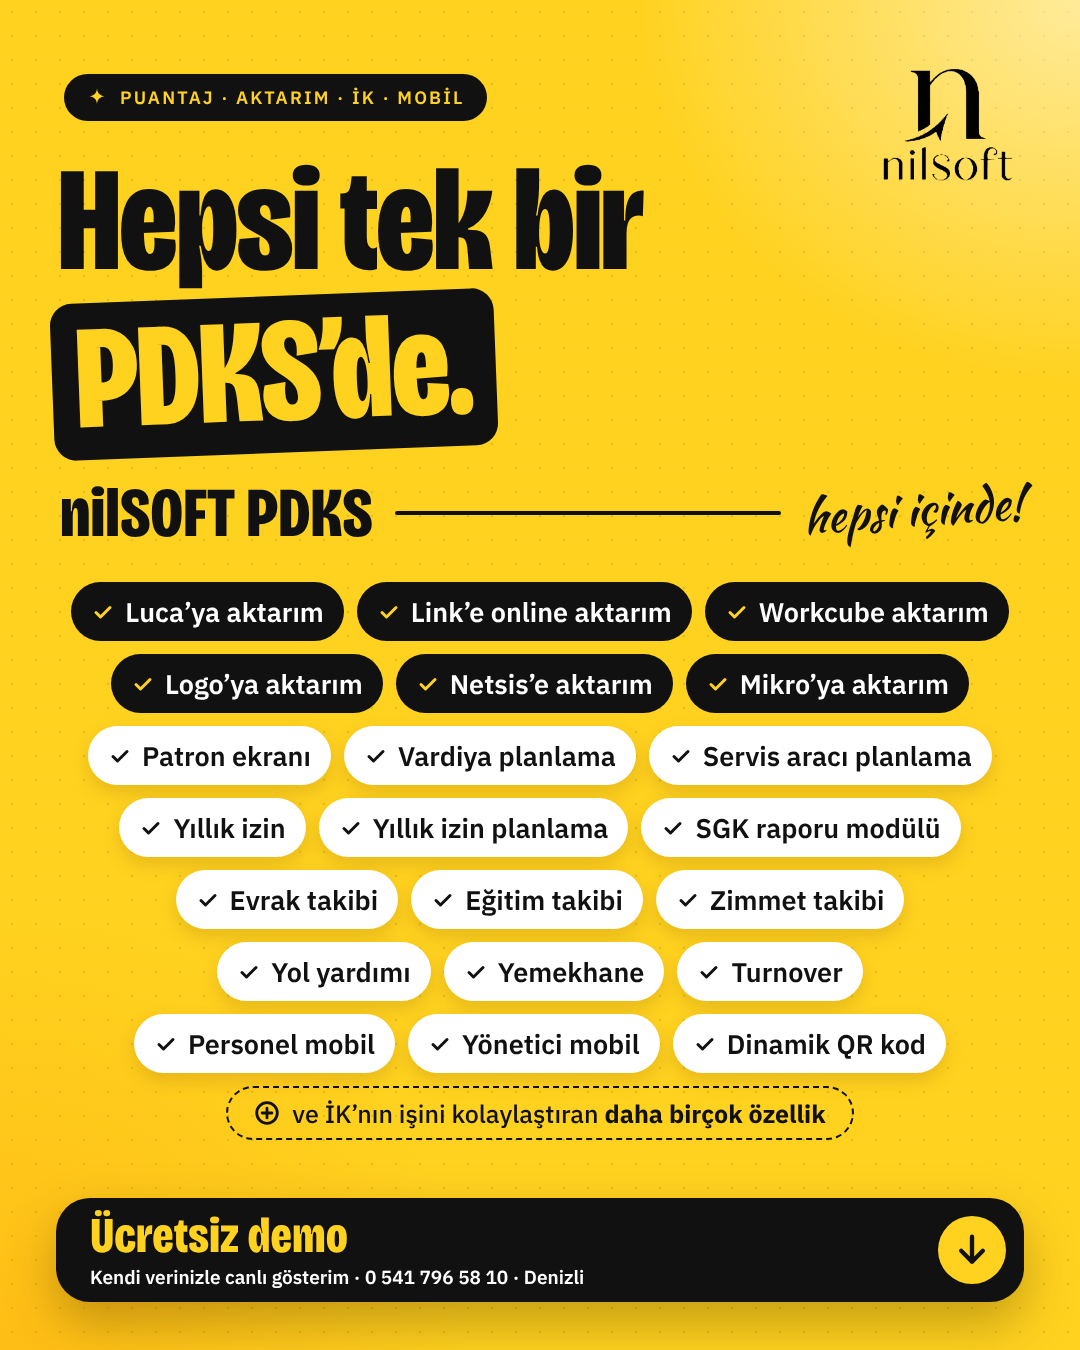 ✦ PUANTAJ · AKTARIM · İK · MOBİL
nilsoft
Hepsi tek bir
PDKS’de.
nilSOFT PDKS
hepsi içinde!
Luca’ya aktarım
Link’e online aktarım
Workcube aktarım
Logo’ya aktarım
Netsis’e aktarım
Mikro’ya aktarım
Patron ekranı
Vardiya planlama
Servis aracı planlama
Yıllık izin
Yıllık izin planlama
SGK raporu modülü
Evrak takibi
Eğitim takibi
Zimmet takibi
Yol yardımı
Yemekhane
Turnover
Personel mobil
Yönetici mobil
Dinamik QR kod
ve İK’nın işini kolaylaştıran daha birçok özellik
Ücretsiz demo
Kendi verinizle canlı gösterim · 0 541 796 58 10 · Denizli